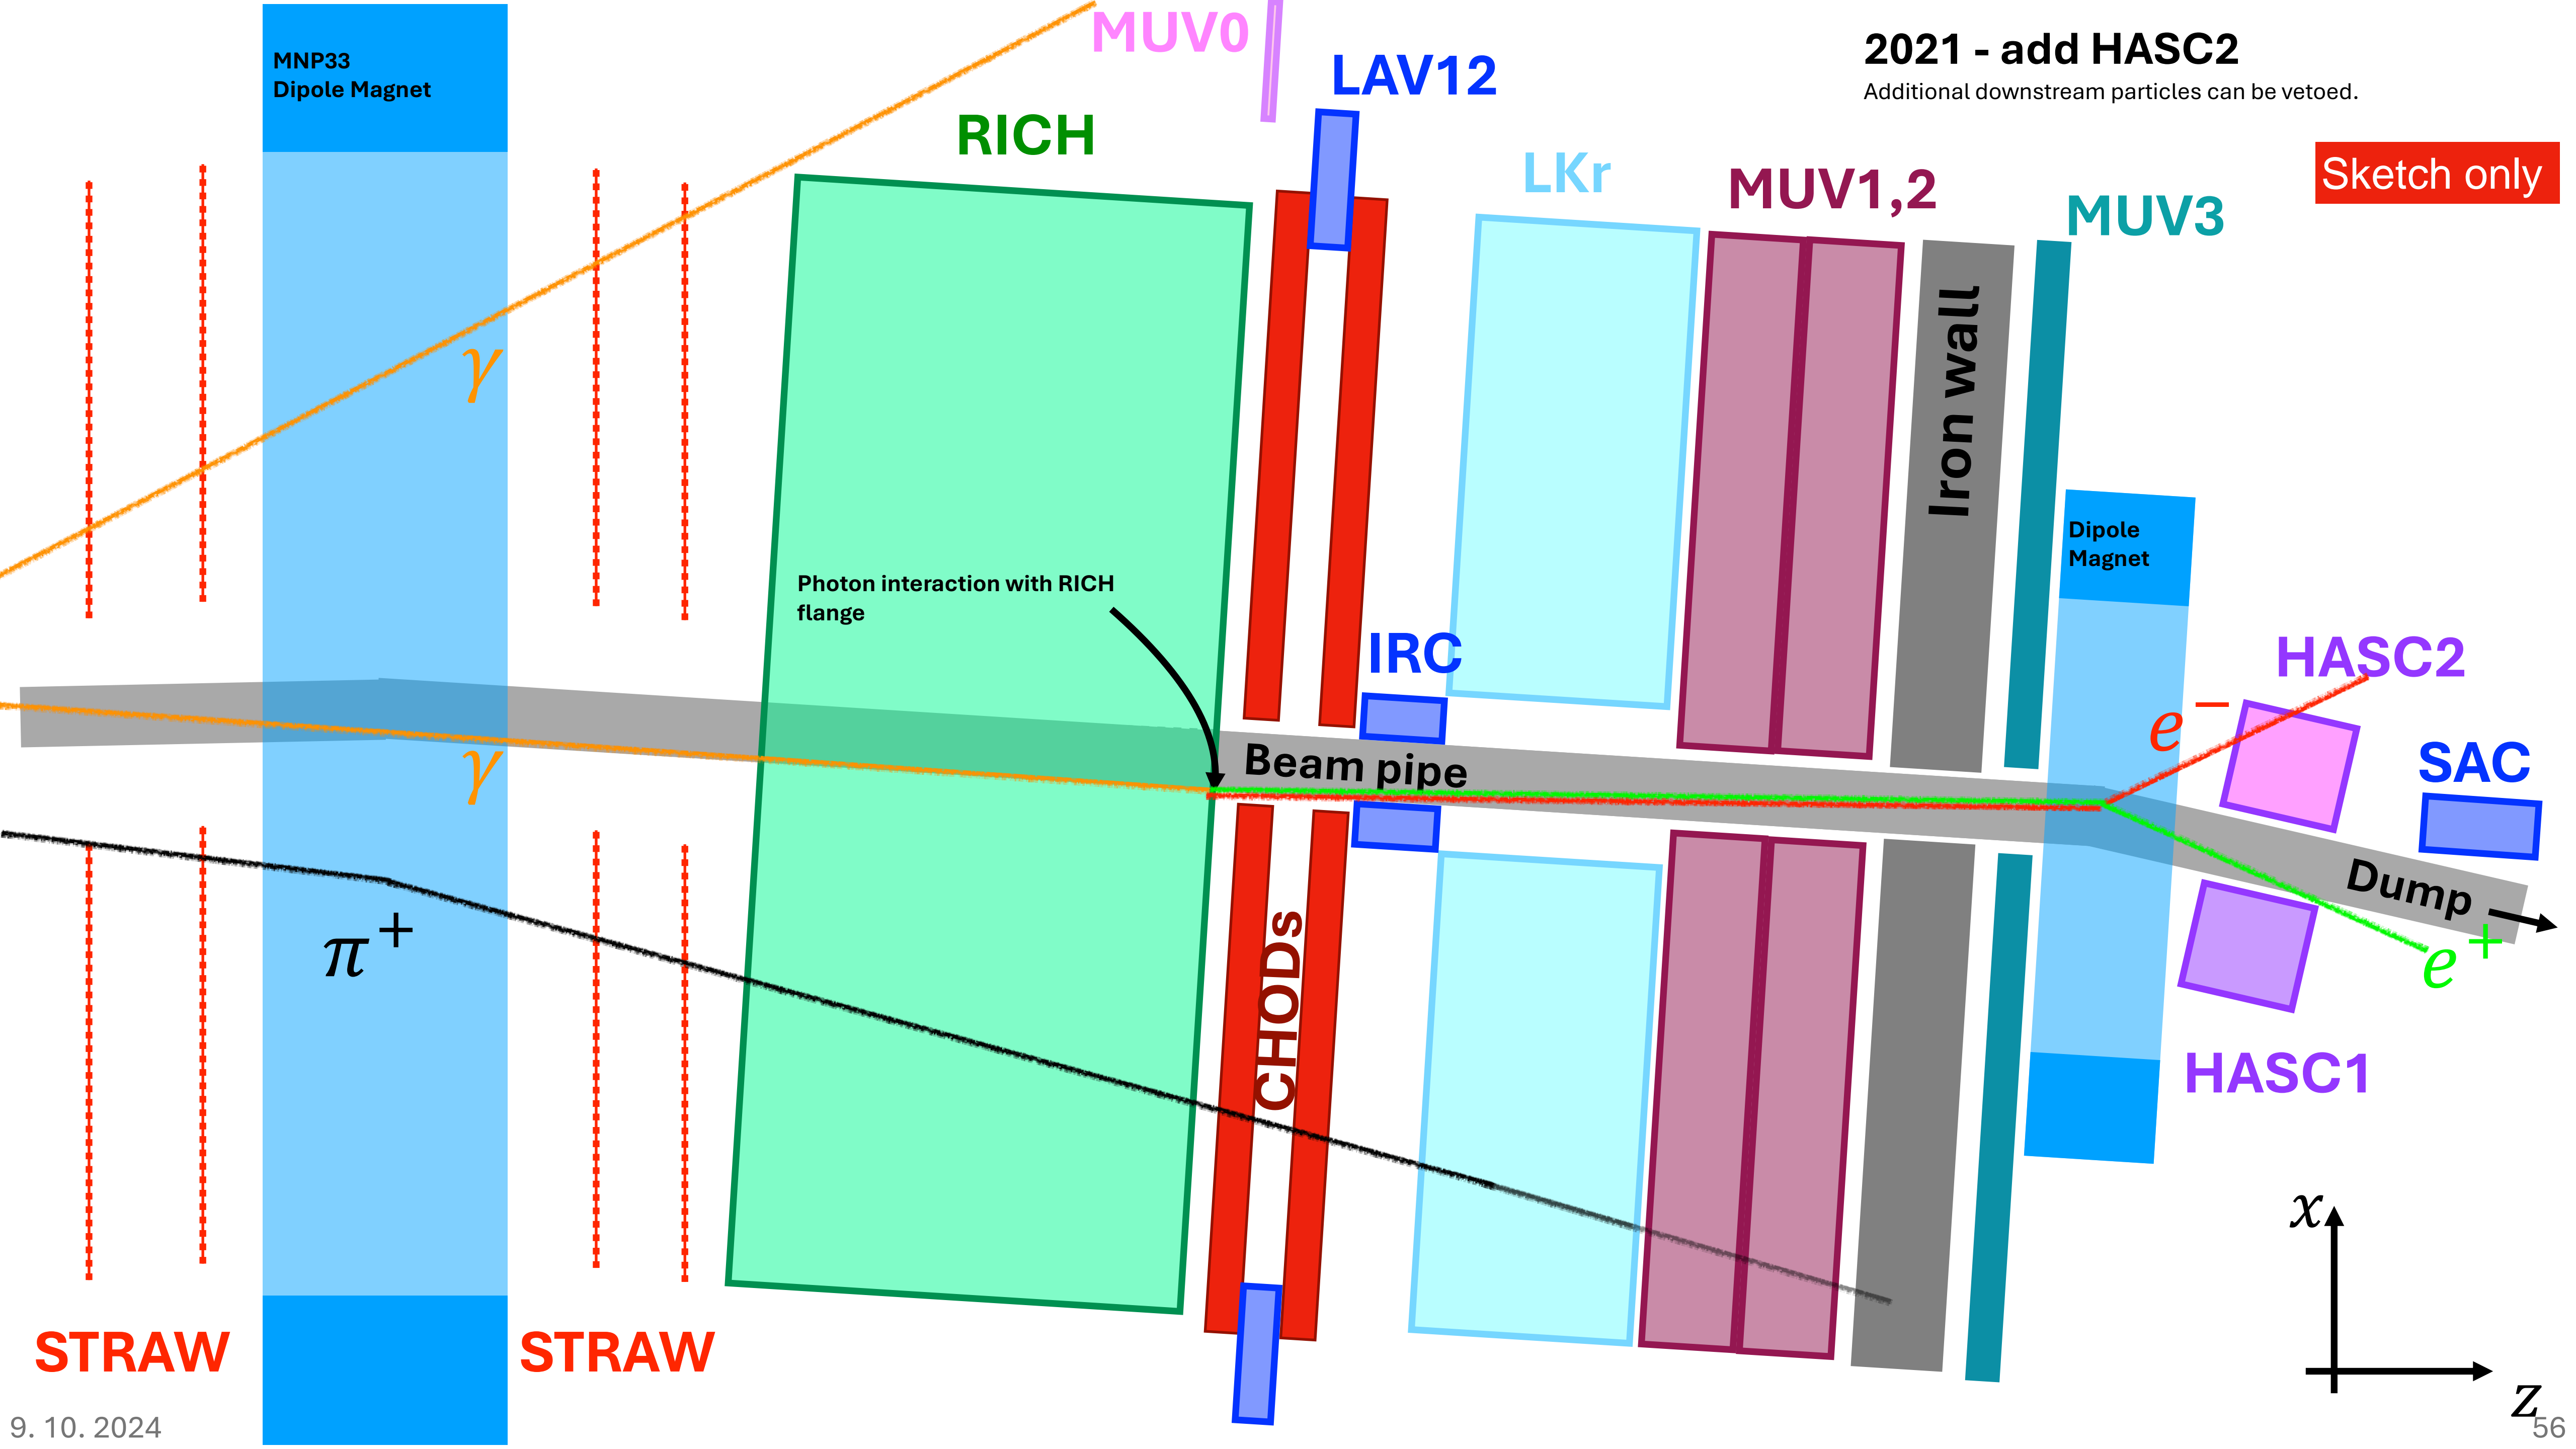 MUV0
2021 - add HASC2
Additional downstream particles can be vetoed.
MNP33
Dipole Magnet
LAV12
RICH
Sketch only
LKr
MUV1,2
MUV3
Iron wall
γ
Dipole
Magnet
Photon interaction with RICH
flange
IRC
HASC2
e⁻
Beam pipe
SAC
γ
Dump
π⁺
CHODs
e⁺
HASC1
x
STRAW
STRAW
z
9. 10. 2024
56